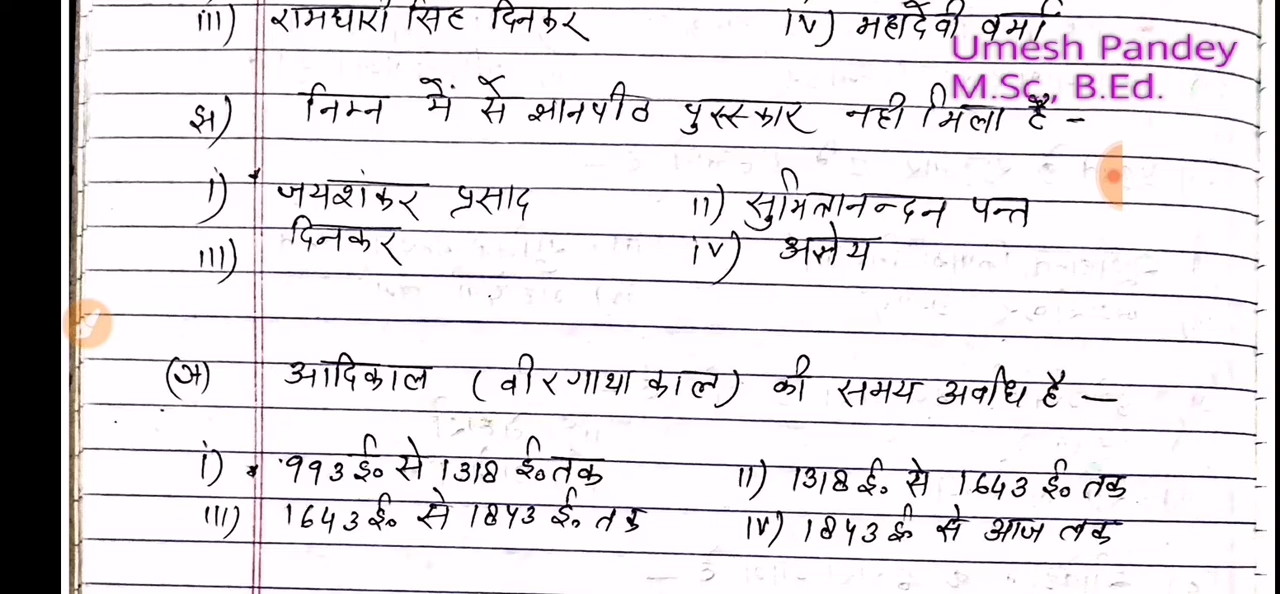 iii) रामधारी सिंह दिनकर iv) महादेवी वर्मा
Umesh Pandey
M.Sc., B.Ed.
झ) निम्न में से ज्ञानपीठ पुरस्कार नही मिला है -
i) जयशंकर प्रसाद ii) सुमित्रानन्दन पन्त
iii) दिनकर iv) अज्ञेय
(ञ) आदिकाल (वीरगाथा काल) की समय अवधि है —
i) 993 ई० से 1318 ई० तक ii) 1318 ई० से 1643 ई० तक
iii) 1643 ई० से 1843 ई० तक iv) 1843 ई से आज तक